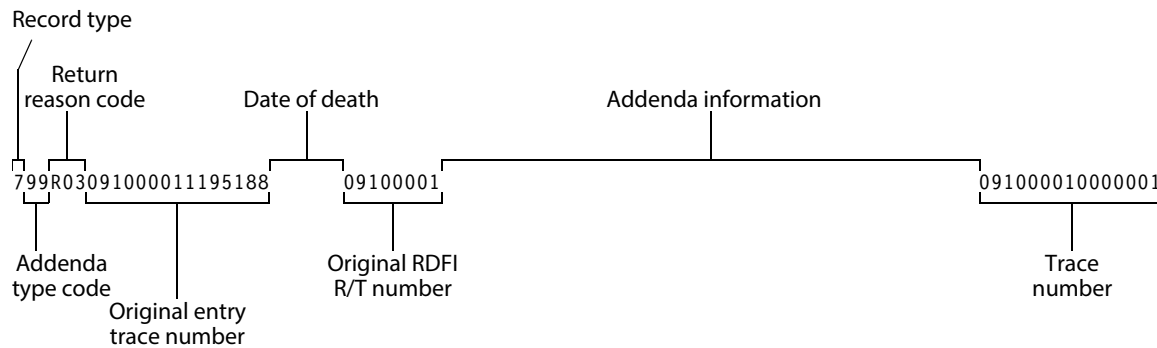 Record type
Return
reason code
Date of death
Addenda information
799R03091000011195188 09100001 091000010000001
Addenda
type code
Original entry
trace number
Original RDFI
R/T number
Trace
number